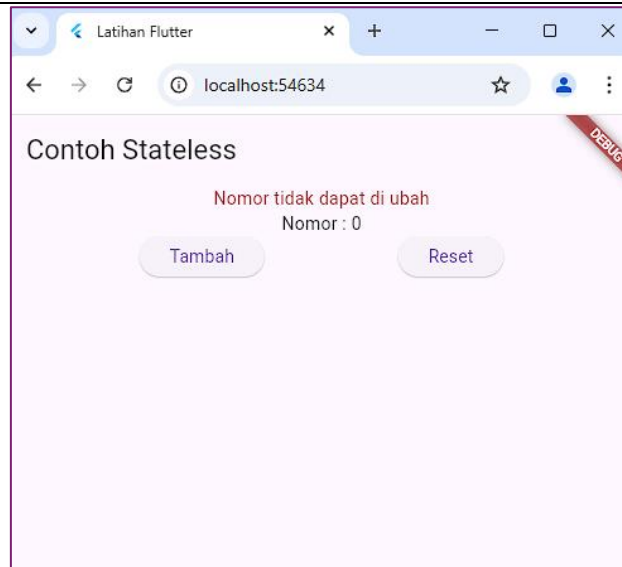 Latihan Flutter
localhost:54634
DEBUG
Contoh Stateless
Nomor tidak dapat di ubah
Nomor : 0
Tambah Reset